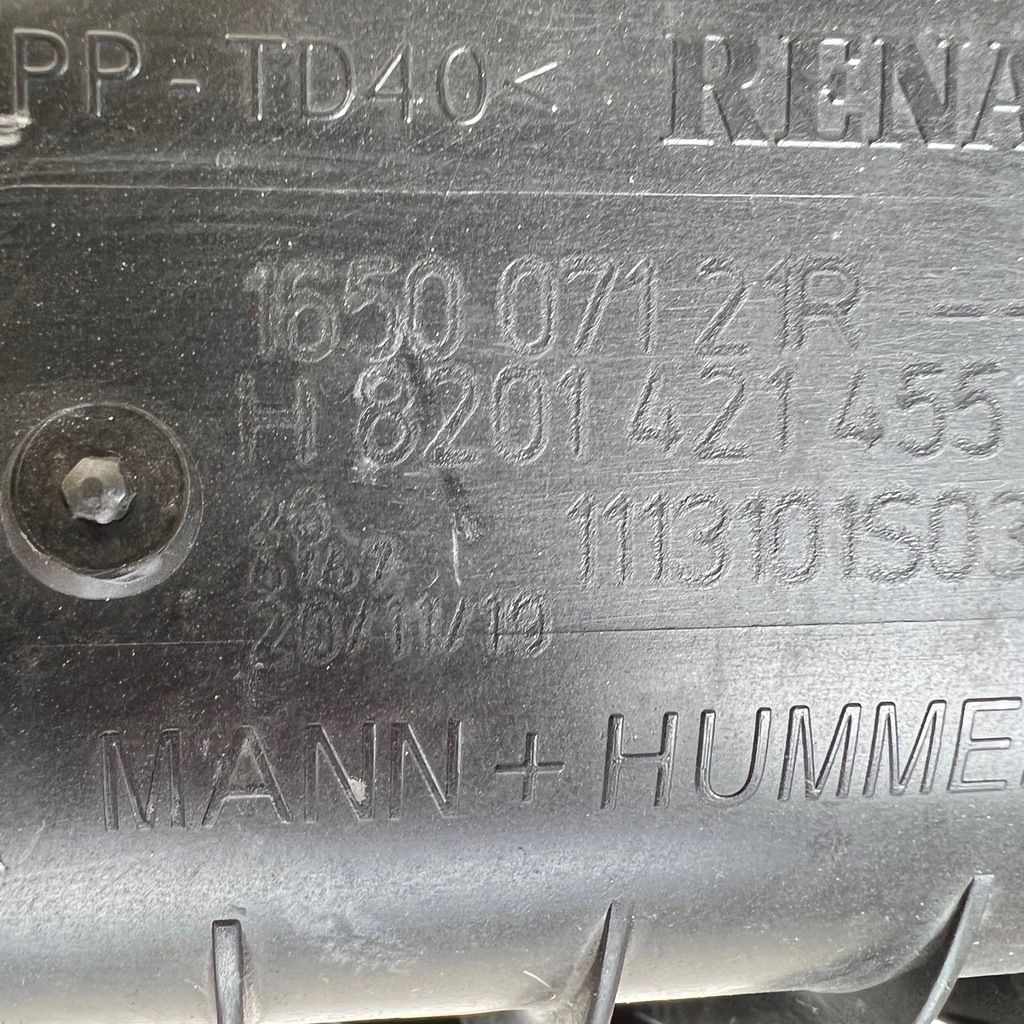 PP-TD40<
RENA
1650 071 21R --
H 8201 421 455
1113101S03
20/11/19
MANN+HUMME